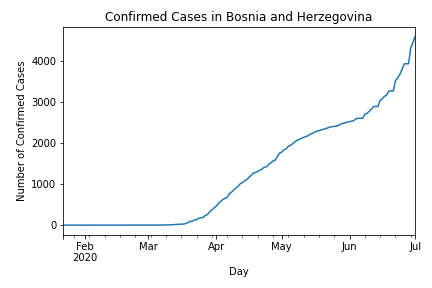 Confirmed Cases in Bosnia and Herzegovina
Number of Confirmed Cases
4000
3000
2000
1000
0
Feb
2020
Mar
Apr
May
Jun
Jul
Day